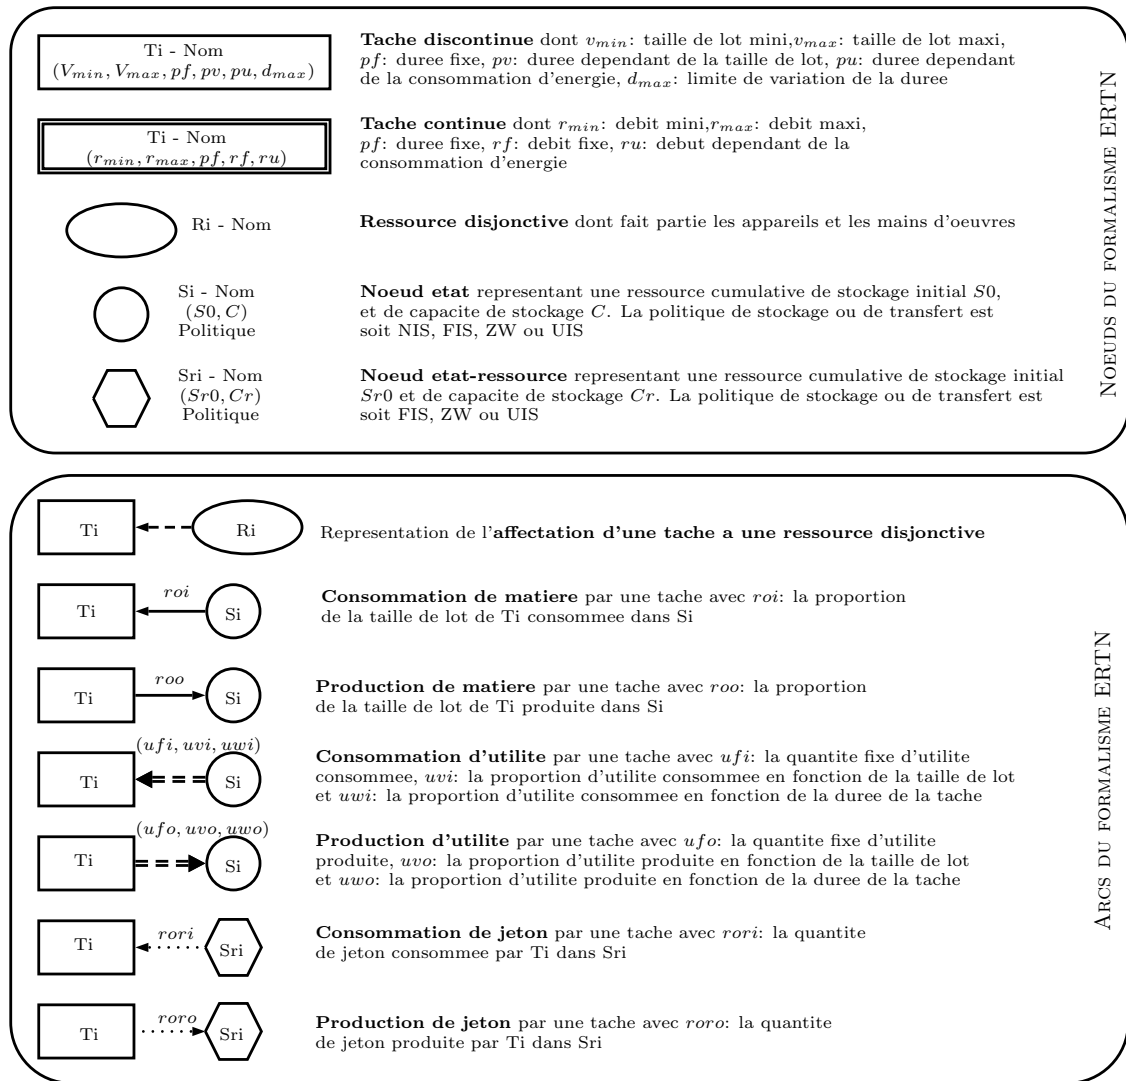 Ti - Nom
(V_min, V_max, pf, pv, pu, d_max)
Tache discontinue dont v_min: taille de lot mini,v_max: taille de lot maxi,
pf: duree fixe, pv: duree dependant de la taille de lot, pu: duree dependant
de la consommation d'energie, d_max: limite de variation de la duree
Ti - Nom
(r_min, r_max, pf, rf, ru)
Tache continue dont r_min: debit mini,r_max: debit maxi,
pf: duree fixe, rf: debit fixe, ru: debut dependant de la
consommation d'energie
Ri - Nom
Ressource disjonctive dont fait partie les appareils et les mains d'oeuvres
Si - Nom
(S0, C)
Politique
Noeud etat representant une ressource cumulative de stockage initial S0,
et de capacite de stockage C. La politique de stockage ou de transfert est
soit NIS, FIS, ZW ou UIS
Sri - Nom
(Sr0, Cr)
Politique
Noeud etat-ressource representant une ressource cumulative de stockage initial
Sr0 et de capacite de stockage Cr. La politique de stockage ou de transfert est
soit FIS, ZW ou UIS
Noeuds du formalisme ERTN
Ti
Ri
Representation de l'affectation d'une tache a une ressource disjonctive
Ti
roi
Si
Consommation de matiere par une tache avec roi: la proportion
de la taille de lot de Ti consommee dans Si
Ti
roo
Si
Production de matiere par une tache avec roo: la proportion
de la taille de lot de Ti produite dans Si
Ti
(ufi, uvi, uwi)
Si
Consommation d'utilite par une tache avec ufi: la quantite fixe d'utilite
consommee, uvi: la proportion d'utilite consommee en fonction de la taille de lot
et uwi: la proportion d'utilite consommee en fonction de la duree de la tache
Ti
(ufo, uvo, uwo)
Si
Production d'utilite par une tache avec ufo: la quantite fixe d'utilite
produite, uvo: la proportion d'utilite produite en fonction de la taille de lot
et uwo: la proportion d'utilite produite en fonction de la duree de la tache
Ti
rori
Sri
Consommation de jeton par une tache avec rori: la quantite
de jeton consommee par Ti dans Sri
Ti
roro
Sri
Production de jeton par une tache avec roro: la quantite
de jeton produite par Ti dans Sri
Arcs du formalisme ERTN